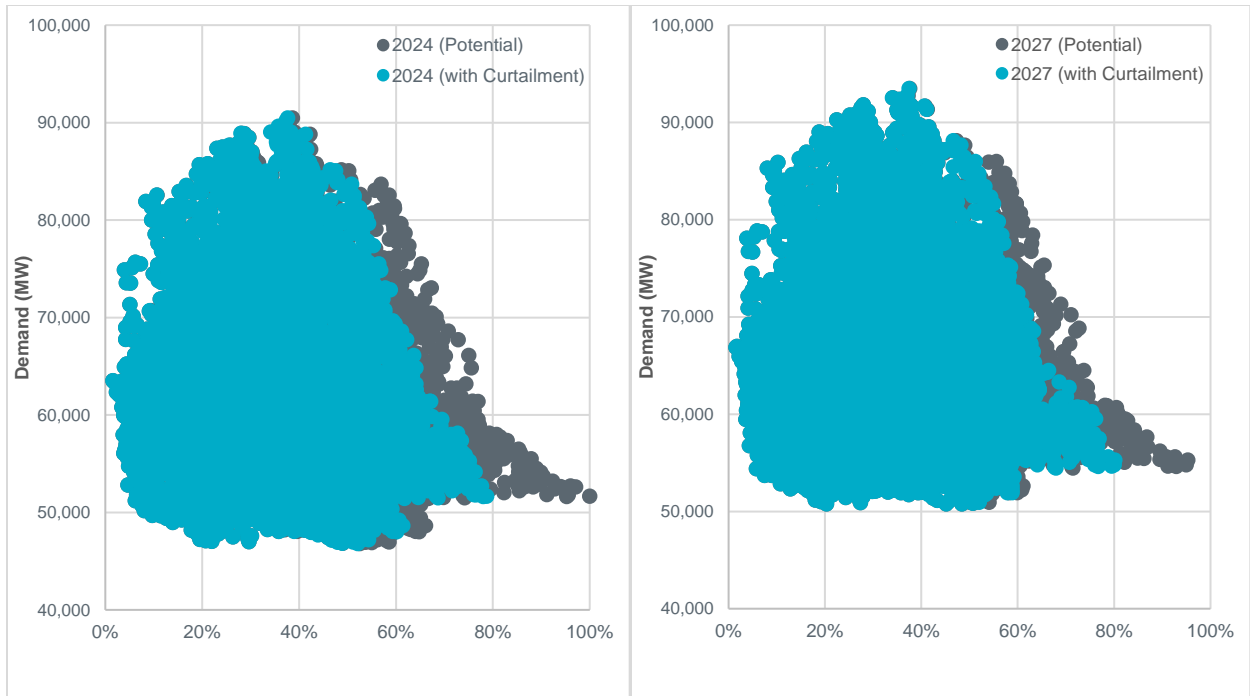 100,000
90,000
80,000
70,000
60,000
50,000
40,000
Demand (MW)
2024 (Potential)
2024 (with Curtailment)
0% 20% 40% 60% 80% 100%
100,000
90,000
80,000
70,000
60,000
50,000
40,000
Demand (MW)
2027 (Potential)
2027 (with Curtailment)
0% 20% 40% 60% 80% 100%